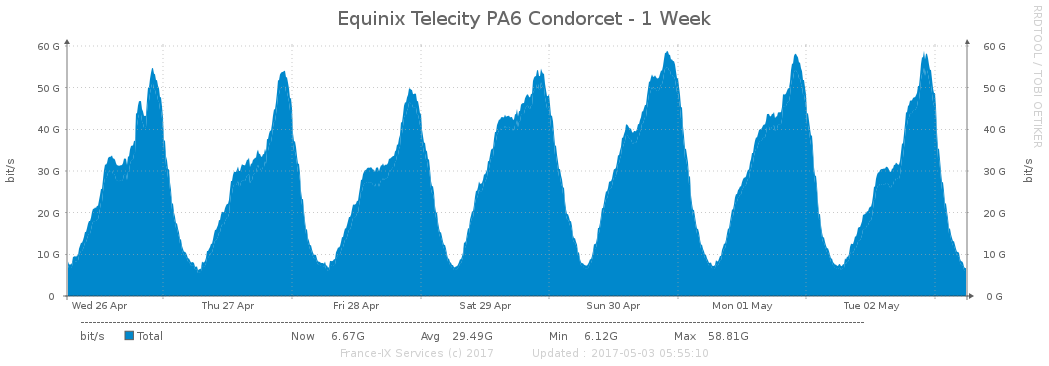 Equinix Telecity PA6 Condorcet - 1 Week
RRDTOOL / TOBI OETIKER
60 G 60 G
50 G 50 G
40 G 40 G
30 G 30 G
20 G 20 G
10 G 10 G
0 0 G
bit/s
bit/s
Wed 26 Apr Thu 27 Apr Fri 28 Apr Sat 29 Apr Sun 30 Apr Mon 01 May Tue 02 May
bit/s Total Now 6.67G Avg 29.49G Min 6.12G Max 58.81G
France-IX Services (c) 2017 Updated : 2017-05-03 05:55:10